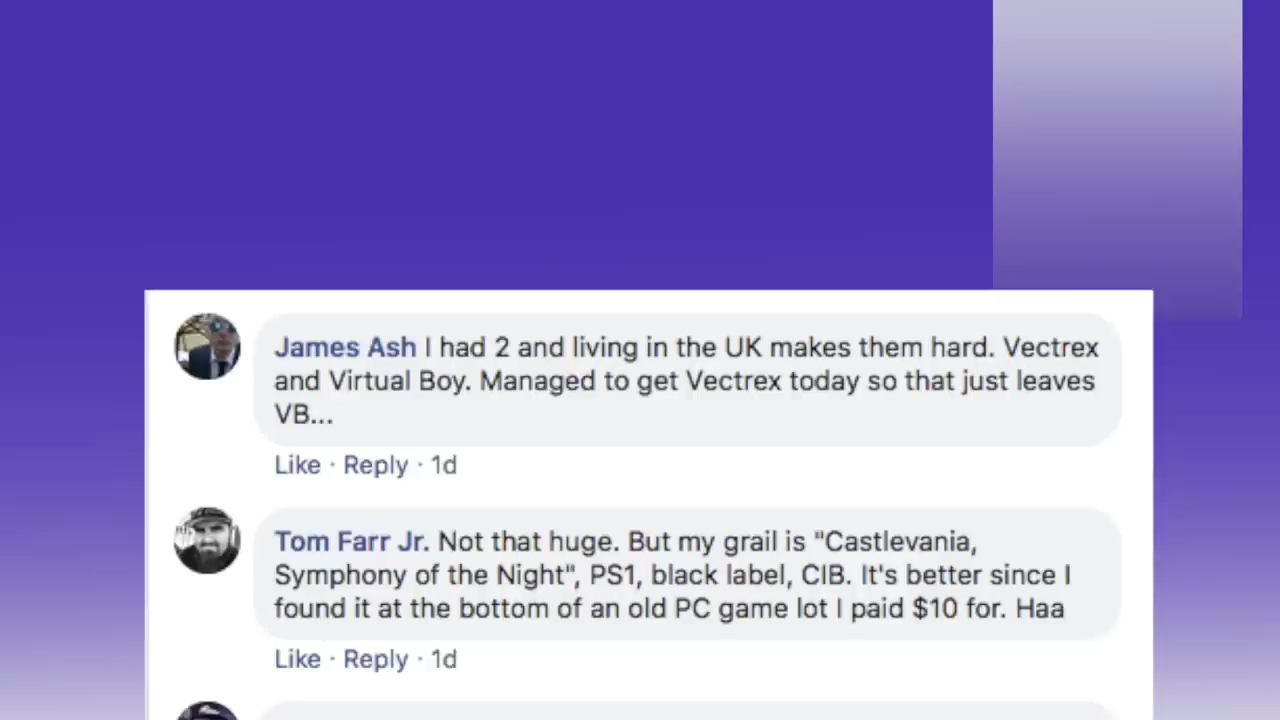 James Ash I had 2 and living in the UK makes them hard. Vectrex
and Virtual Boy. Managed to get Vectrex today so that just leaves
VB...
Like · Reply · 1d
Tom Farr Jr. Not that huge. But my grail is "Castlevania,
Symphony of the Night", PS1, black label, CIB. It's better since I
found it at the bottom of an old PC game lot I paid $10 for. Haa
Like · Reply · 1d